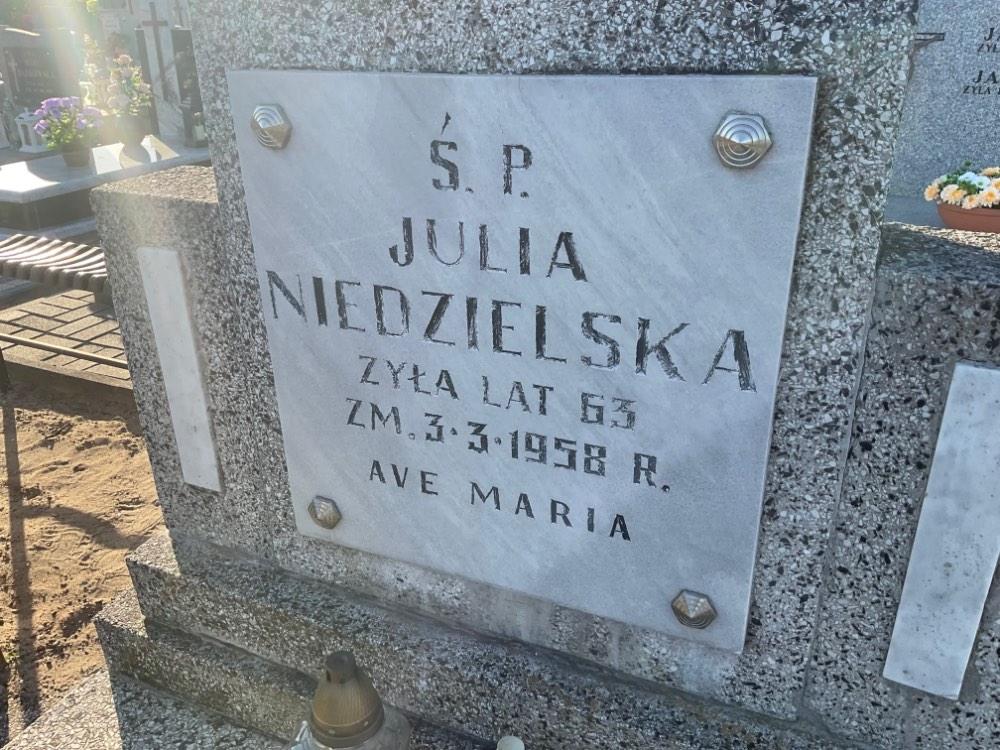 Ś. P.
JULIA
NIEDZIELSKA
ŻYŁA LAT 63
ZM. 3·3·1958 R.
AVE MARIA